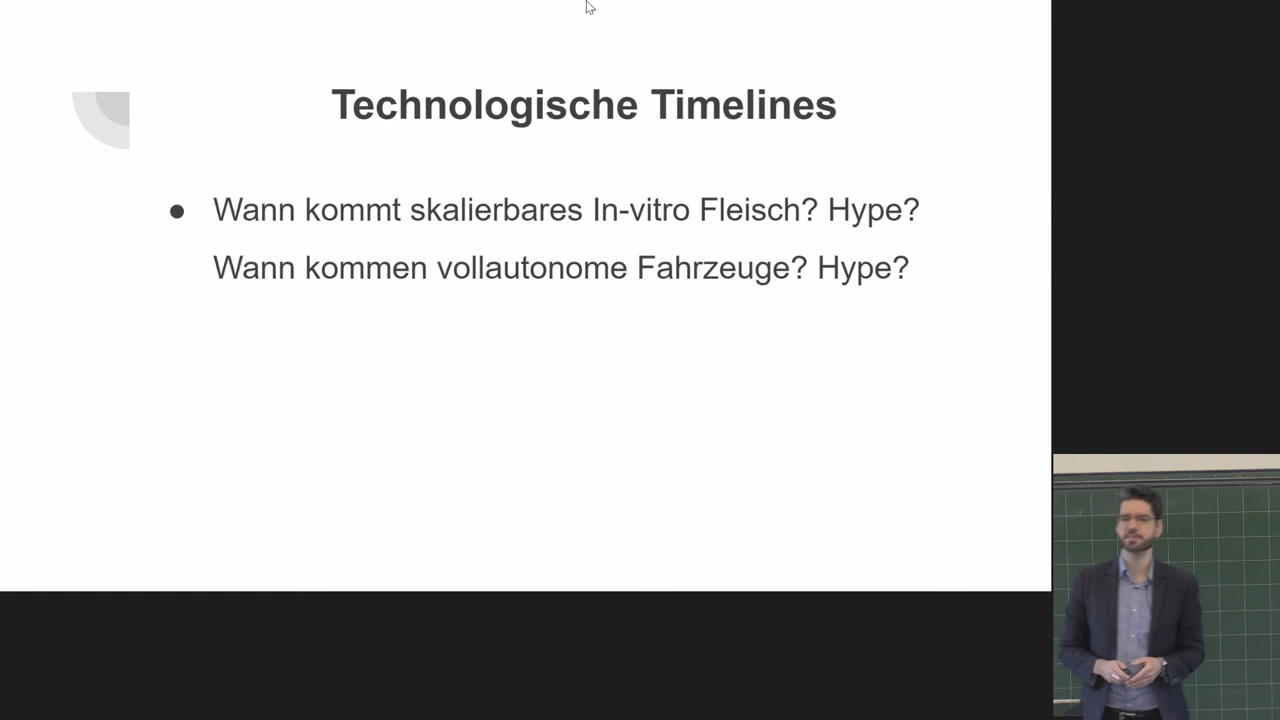 Technologische Timelines
● Wann kommt skalierbares In-vitro Fleisch? Hype?
Wann kommen vollautonome Fahrzeuge? Hype?